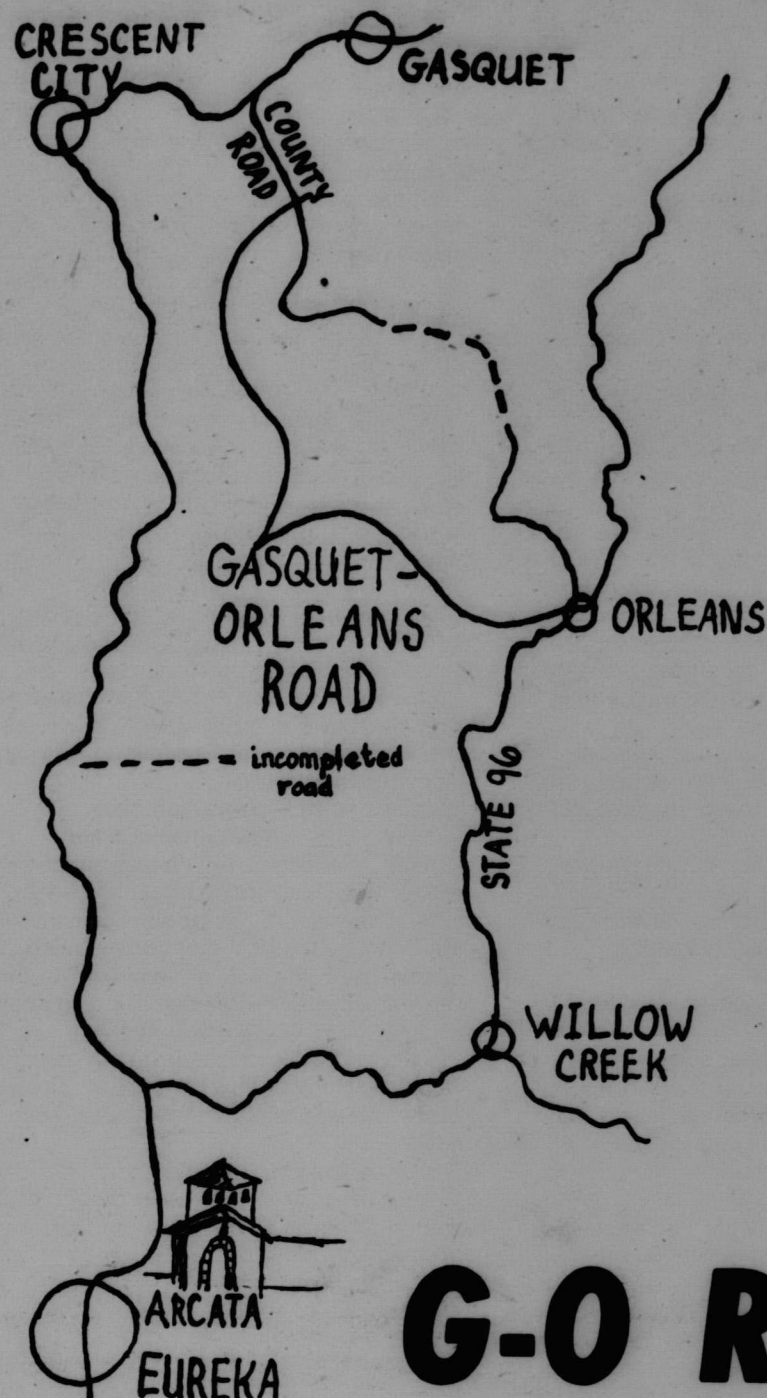 CRESCENT
CITY
GASQUET
COUNTY
ROAD
GASQUET-
ORLEANS
ROAD
ORLEANS
---- = incompleted
road
STATE 96
WILLOW
CREEK
ARCATA
EUREKA
G-O R